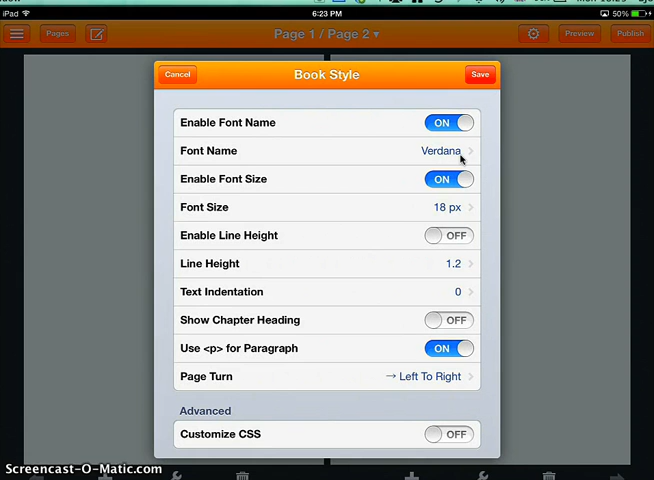 iPad 6:23 PM 50%
Pages Page 1 / Page 2 ▾ Preview Publish
Cancel Book Style Save
Enable Font Name ON
Font Name Verdana
Enable Font Size ON
Font Size 18 px
Enable Line Height OFF
Line Height 1.2
Text Indentation 0
Show Chapter Heading OFF
Use <p> for Paragraph ON
Page Turn → Left To Right
Advanced
Customize CSS OFF
Screencast-O-Matic.com